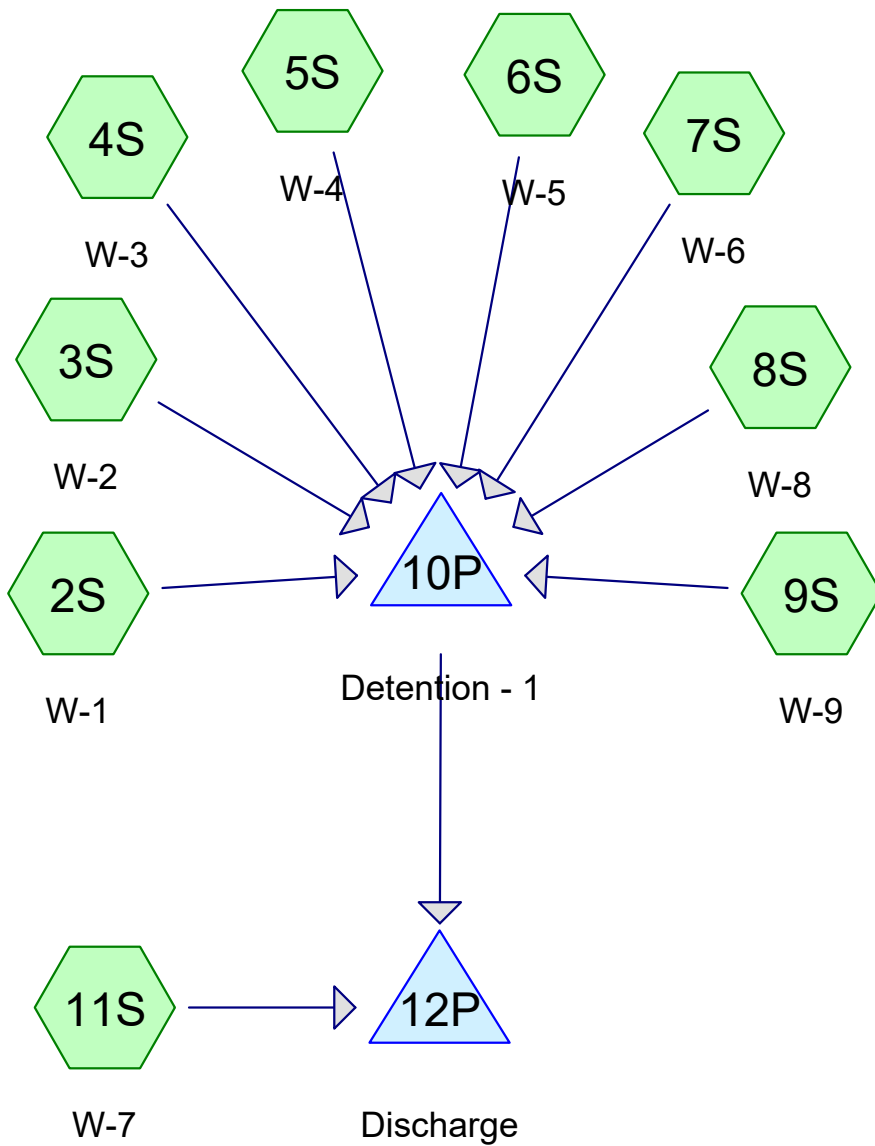 5S
6S
4S
7S
W-4
W-5
W-3
W-6
3S
8S
W-2
W-8
10P
2S
9S
Detention - 1
W-1
W-9
11S
12P
W-7
Discharge